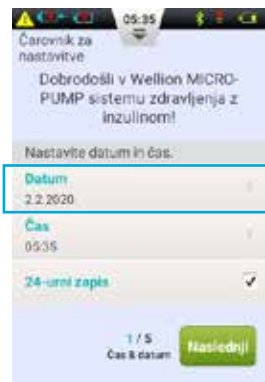 05:35
Čarovnik za
nastavitve
Dobrodošli v Wellion MICRO-
PUMP sistemu zdravljenja z
inzulinom!
Nastavite datum in čas.
Datum
2.2.2020
Čas
05:35
24-urni zapis
1 / 5
Čas & datum
Naslednji